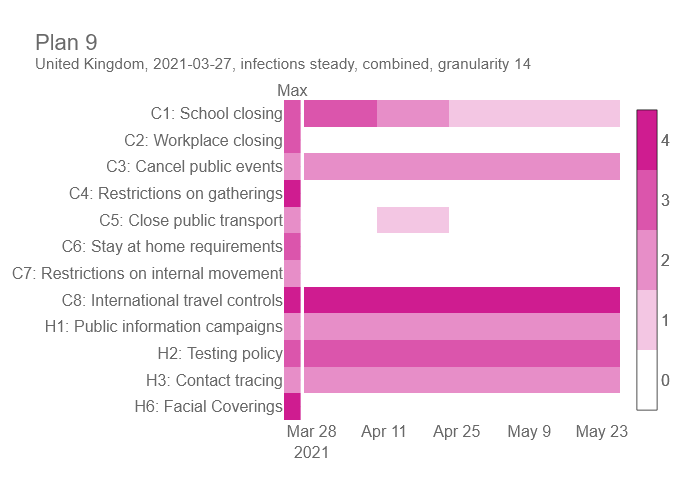 Plan 9
United Kingdom, 2021-03-27, infections steady, combined, granularity 14
Max
C1: School closing
C2: Workplace closing
C3: Cancel public events
C4: Restrictions on gatherings
C5: Close public transport
C6: Stay at home requirements
C7: Restrictions on internal movement
C8: International travel controls
H1: Public information campaigns
H2: Testing policy
H3: Contact tracing
H6: Facial Coverings
Mar 28 Apr 11 Apr 25 May 9 May 23
2021
4
3
2
1
0